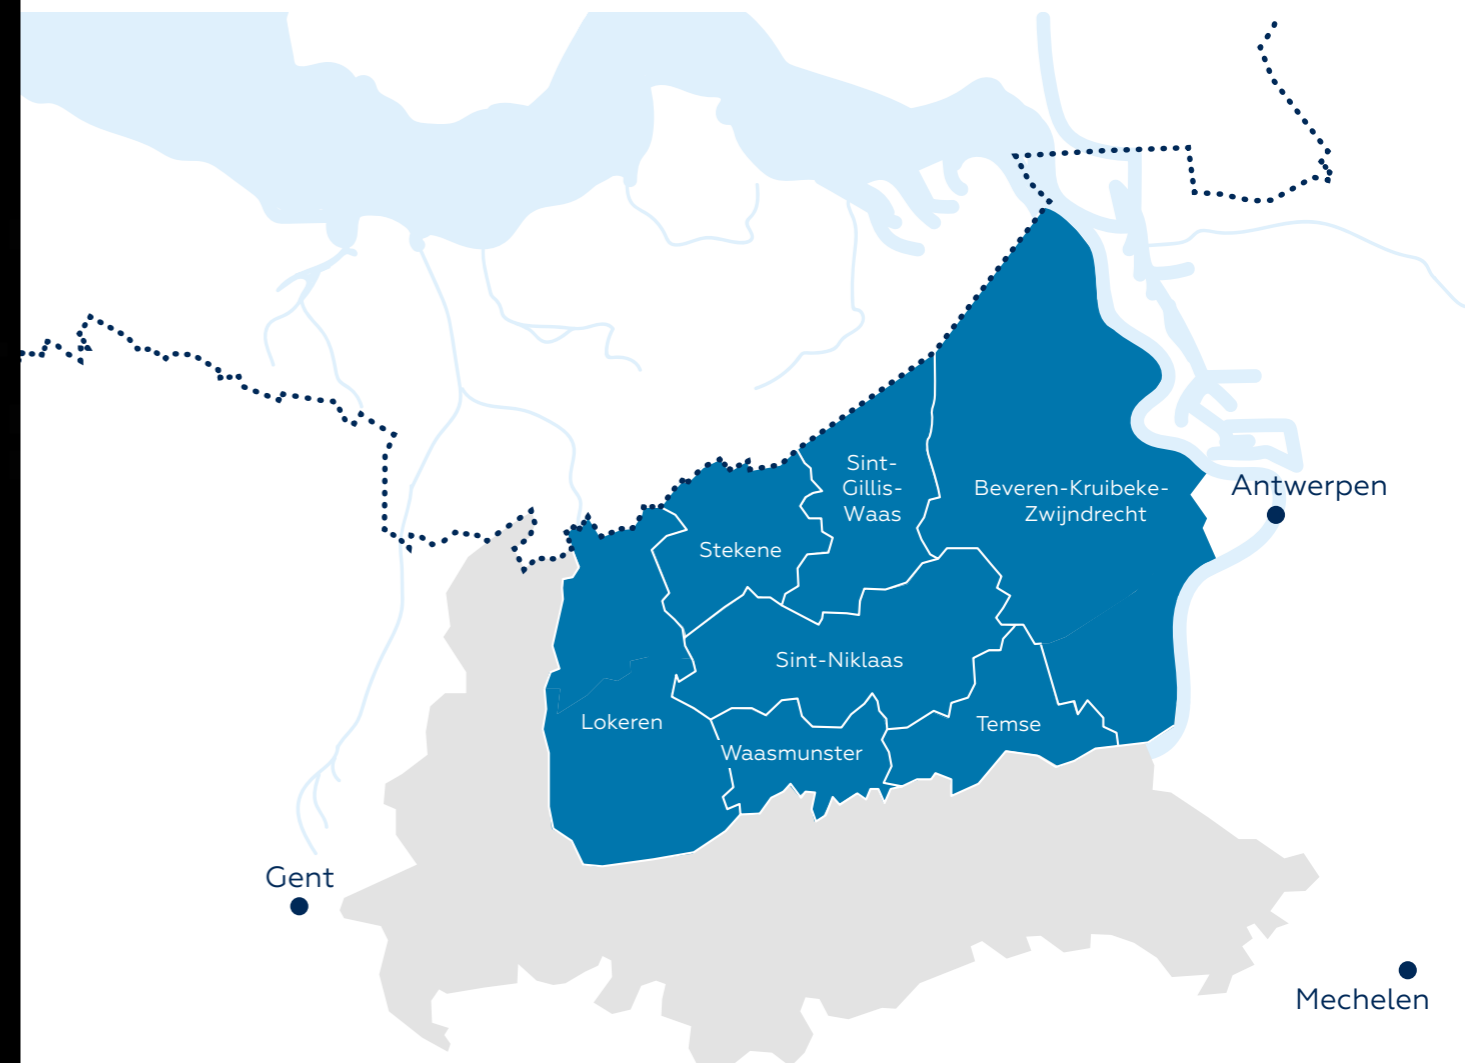 Sint-
Gillis-
Waas
Beveren-Kruibeke-
Zwijndrecht
Antwerpen
Stekene
Sint-Niklaas
Lokeren
Temse
Waasmunster
Gent
Mechelen